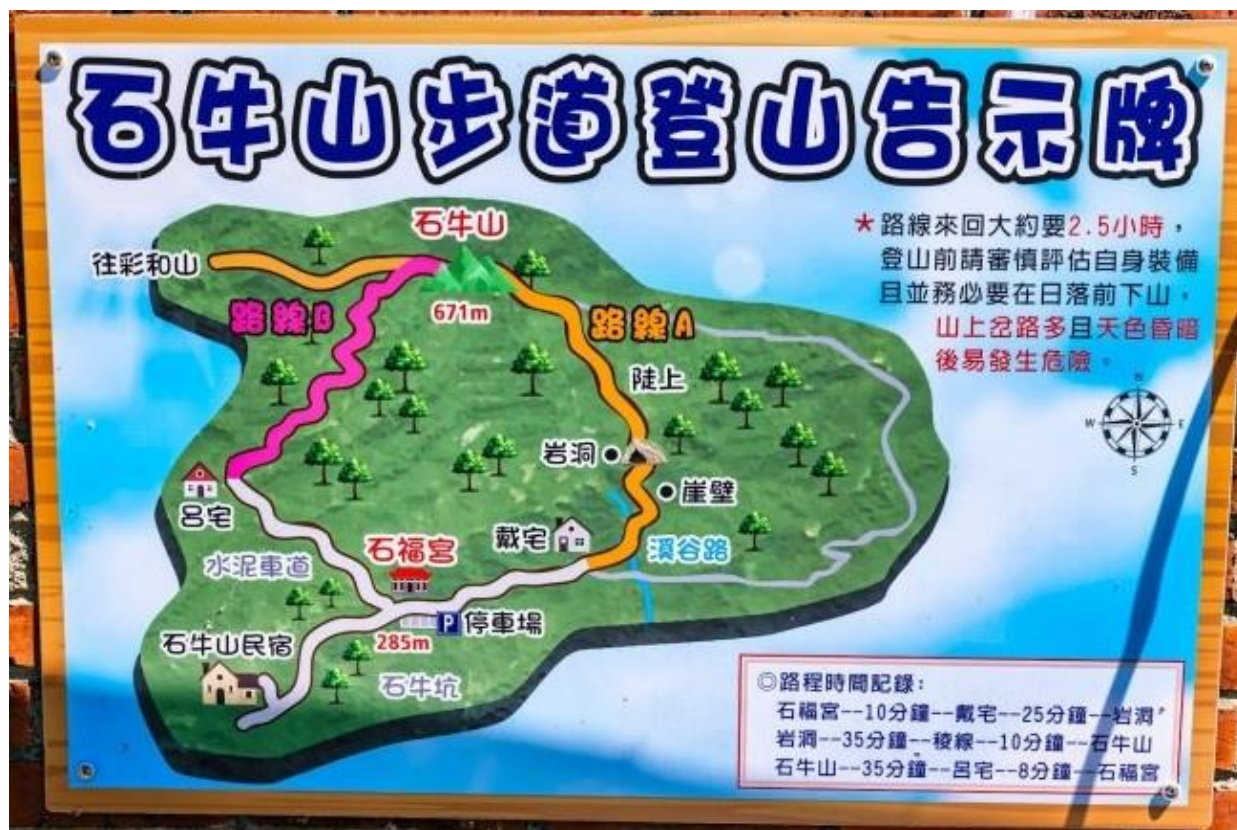 石牛山步道登山告示牌
★路線來回大約要2.5小時，
登山前請審慎評估自身裝備
且並務必要在日落前下山，
山上岔路多且天色昏暗
後易發生危險。
石牛山
671m
往彩和山
路線B
路線A
陡上
岩洞
崖壁
呂宅
戴宅
溪谷路
水泥車道
石福宮
P 停車場
285m
石牛山民宿
石牛坑
N
W
E
S
◎路程時間記錄:
石福宮--10分鐘--戴宅--25分鐘--岩洞
岩洞--35分鐘--稜線--10分鐘--石牛山
石牛山--35分鐘--呂宅--8分鐘--石福宮